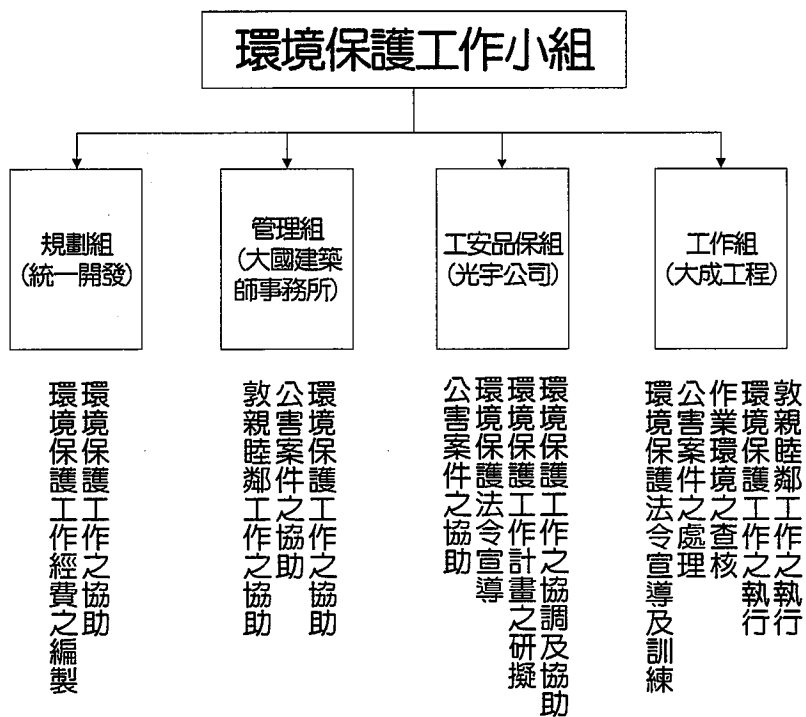 環境保護工作小組
規劃組
(統一開發)
管理組
(大國建築
師事務所)
工安品保組
(光宇公司)
工作組
(大成工程)
環境保護工作之協助
環境保護工作經費之編製
環境保護工作之協助
公害案件之協助
敦親睦鄰工作之協助
環境保護工作之協調及協助
環境保護工作計畫之研擬
環境保護法令宣導
公害案件之協助
敦親睦鄰工作之執行
環境保護工作之執行
作業環境之查核
公害案件之處理
環境保護法令宣導及訓練